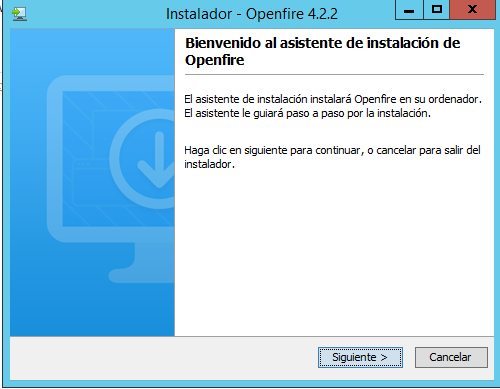 Instalador - Openfire 4.2.2
Bienvenido al asistente de instalación de
Openfire
El asistente de instalación instalará Openfire en su ordenador.
El asistente le guiará paso a paso por la instalación.
Haga clic en siguiente para continuar, o cancelar para salir del
instalador.
Siguiente >
Cancelar